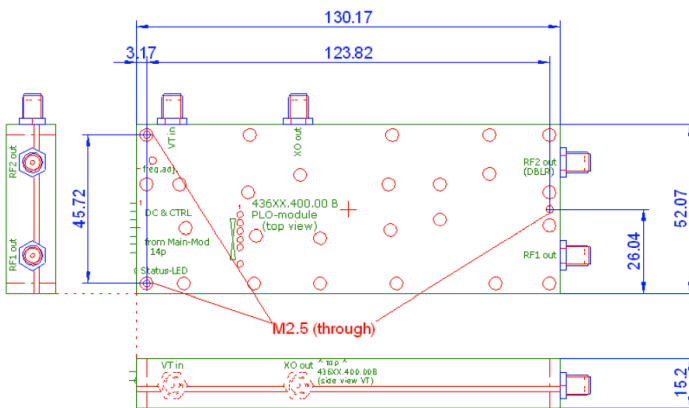 130.17
3.17
123.82
VT in
XO out
RF2 out
RF1 out
freq.adj.
45.72
1
436XX.400.00 B
PLO-module
(top view)
DC & CTRL
from Main-Mod
14p
Status-LED
RF2 out
(DBLR)
RF1 out
52.07
26.04
M2.5 (through)
VT in
XO out
^ top ^
436XX.400.00B
(side view VT)
15.2